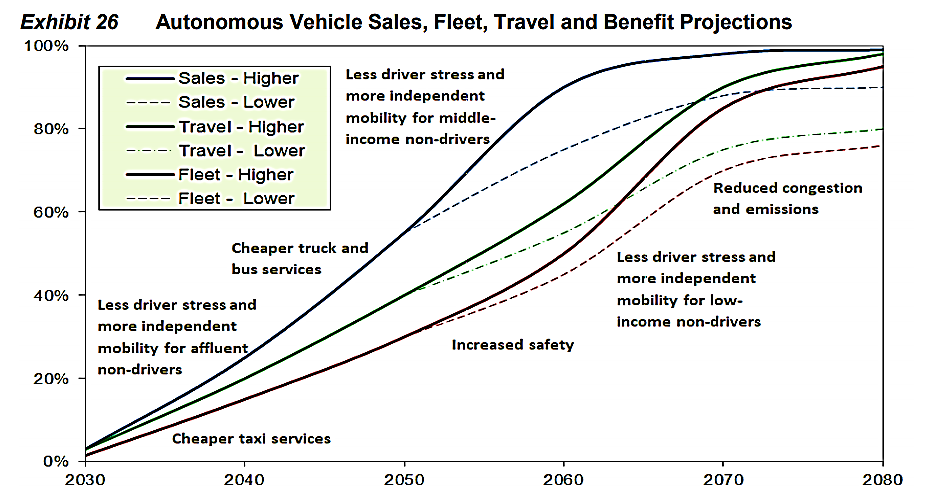 Exhibit 26 Autonomous Vehicle Sales, Fleet, Travel and Benefit Projections
100%
80%
60%
40%
20%
0%
Sales - Higher
Sales - Lower
Travel - Higher
Travel - Lower
Fleet - Higher
Fleet - Lower
Less driver stress and
more independent
mobility for middle-
income non-drivers
Reduced congestion
and emissions
Cheaper truck and
bus services
Less driver stress and
more independent
mobility for low-
income non-drivers
Less driver stress and
more independent
mobility for affluent
non-drivers
Increased safety
Cheaper taxi services
2030 2040 2050 2060 2070 2080